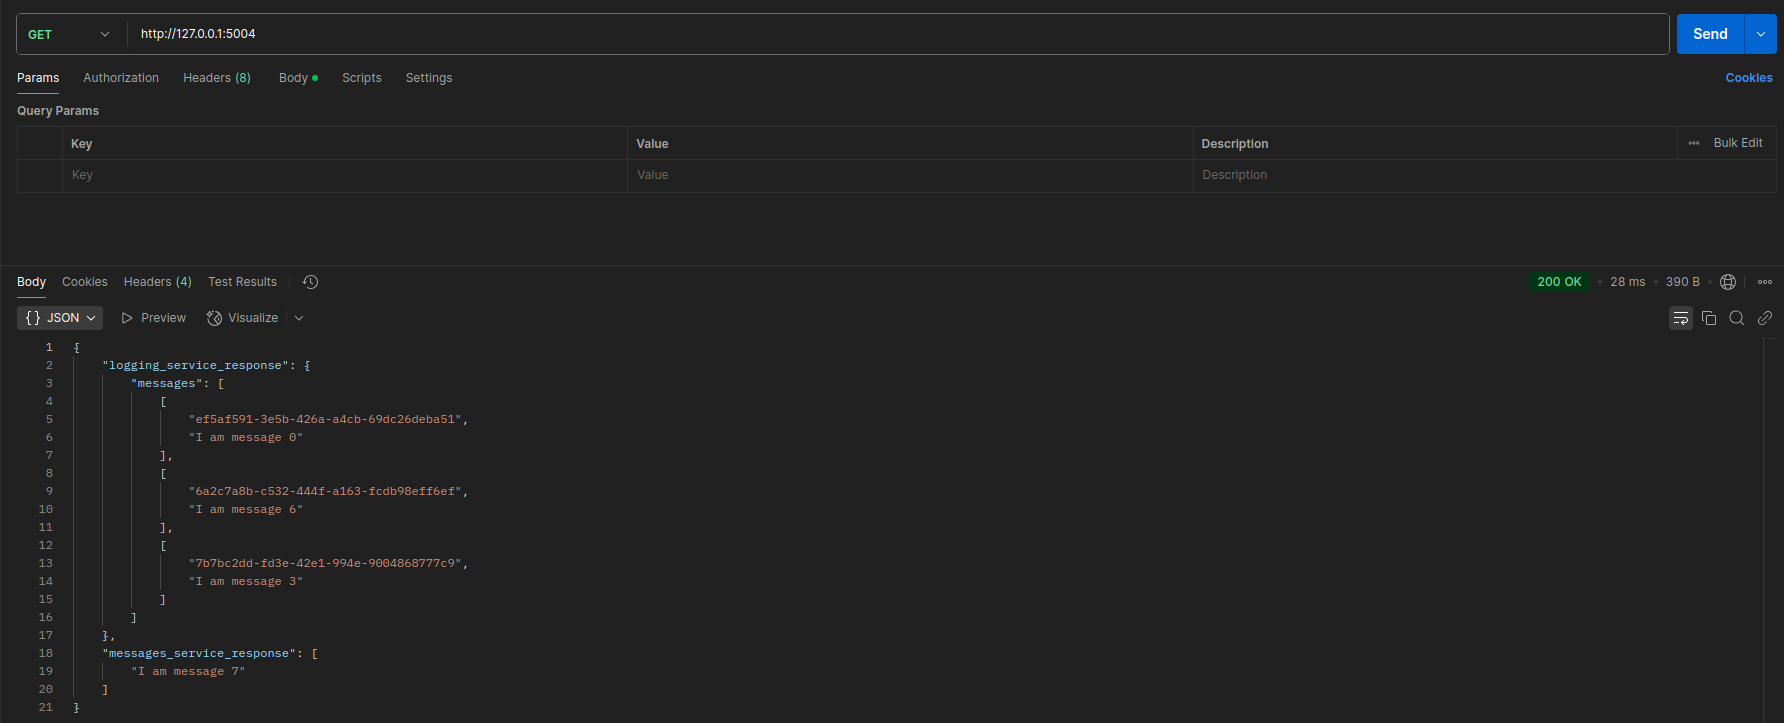 GET http://127.0.0.1:5004 Send
Params Authorization Headers (8) Body Scripts Settings Cookies
Query Params
Key Value Description Bulk Edit
Key Value Description
Body Cookies Headers (4) Test Results 200 OK • 28 ms • 390 B •
{} JSON Preview Visualize
1 {
2 "logging_service_response": {
3 "messages": [
4 [
5 "ef5af591-3e5b-426a-a4cb-69dc26deba51",
6 "I am message 0"
7 ],
8 [
9 "6a2c7a8b-c532-444f-a163-fcdb98eff6ef",
10 "I am message 6"
11 ],
12 [
13 "7b7bc2dd-fd3e-42e1-994e-9004868777c9",
14 "I am message 3"
15 ]
16 ]
17 },
18 "messages_service_response": [
19 "I am message 7"
20 ]
21 }